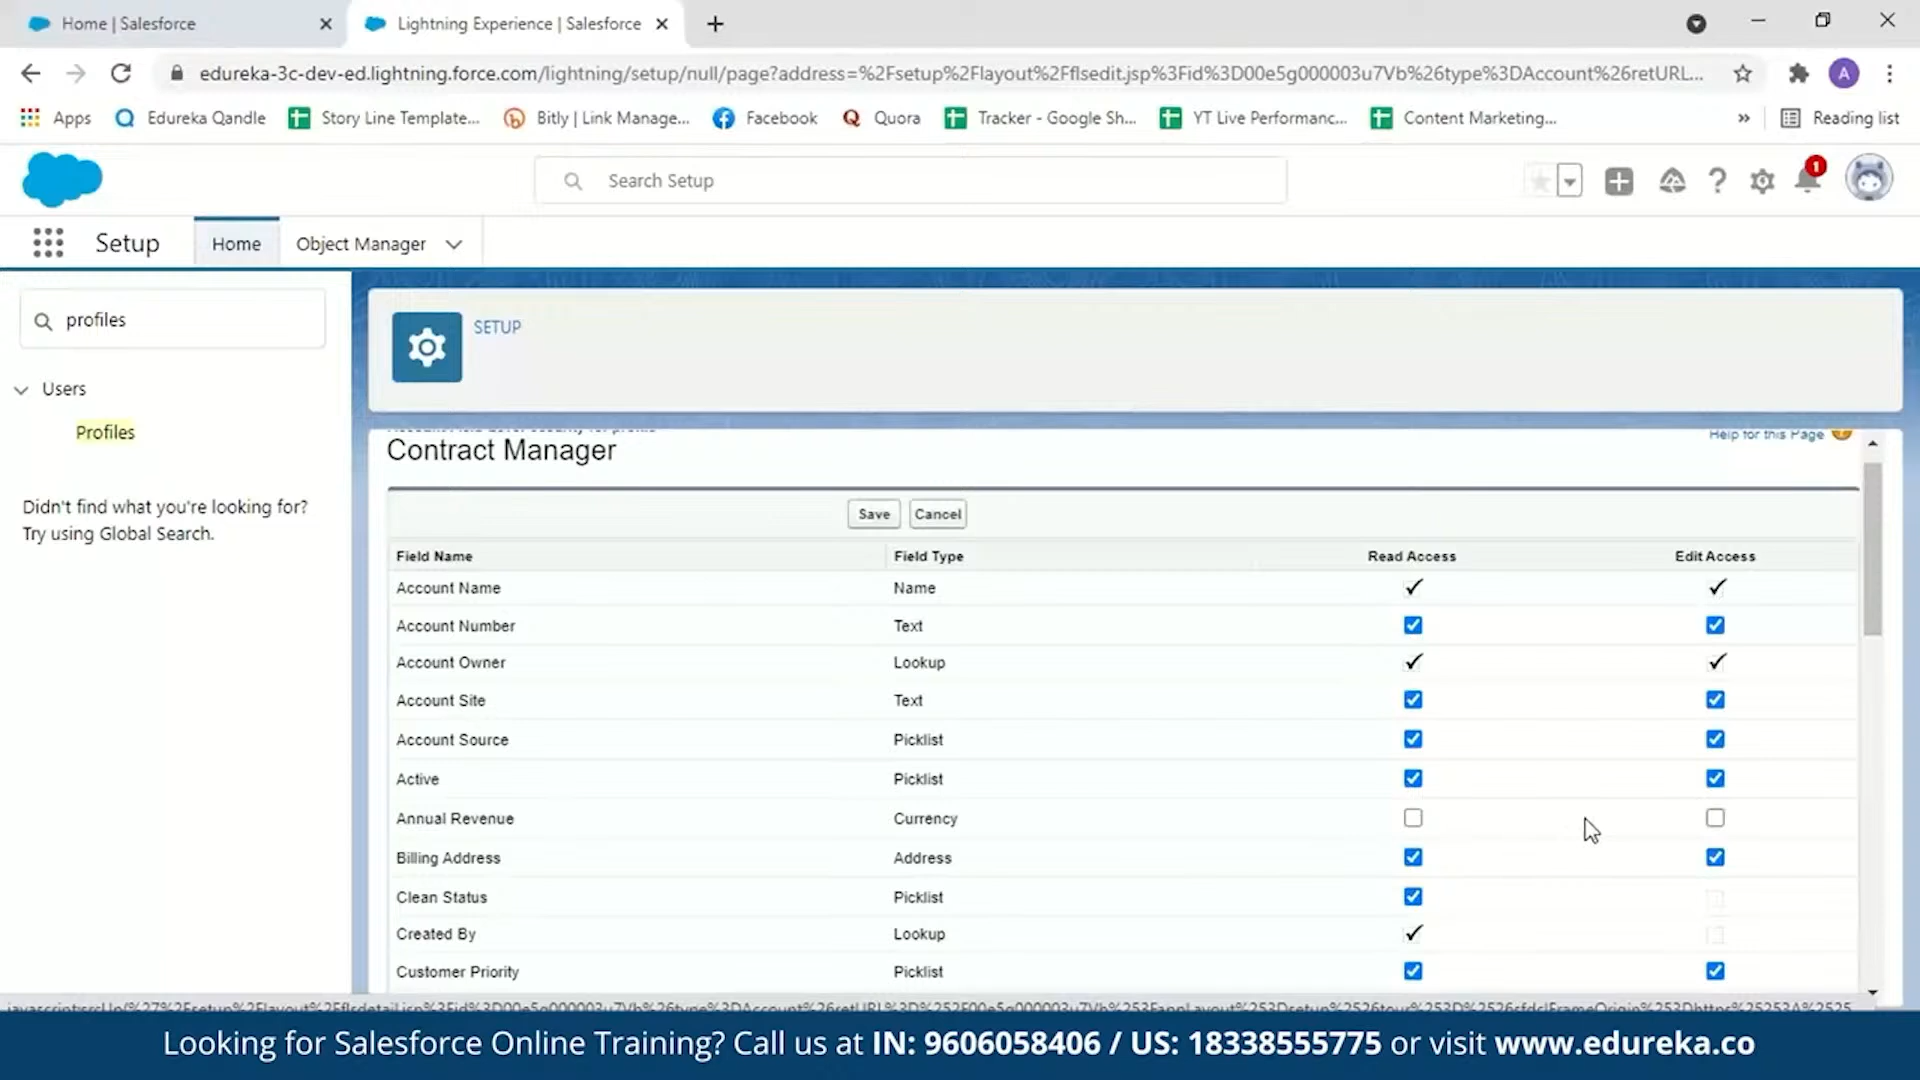 Home | Salesforce
Lightning Experience | Salesforce
edureka-3c-dev-ed.lightning.force.com/lightning/setup/null/page?address=%2Fsetup%2Flayout%2Fflsedit.jsp%3Fid%3D00e5g000003u7Vb%26type%3DAccount%26retURL...
A
Apps
Edureka Qandle
Story Line Template...
Bitly | Link Manage...
Facebook
Quora
Tracker - Google Sh...
YT Live Performanc...
Content Marketing...
»
Reading list
Search Setup
1
Setup
Home
Object Manager
profiles
Users
Profiles
Didn't find what you're looking for?
Try using Global Search.
SETUP
Help for this Page
Contract Manager
Save Cancel
Field Name Field Type Read Access Edit Access
Account Name Name
Account Number Text
Account Owner Lookup
Account Site Text
Account Source Picklist
Active Picklist
Annual Revenue Currency
Billing Address Address
Clean Status Picklist
Created By Lookup
Customer Priority Picklist
Looking for Salesforce Online Training? Call us at IN: 9606058406 / US: 18338555775 or visit www.edureka.co